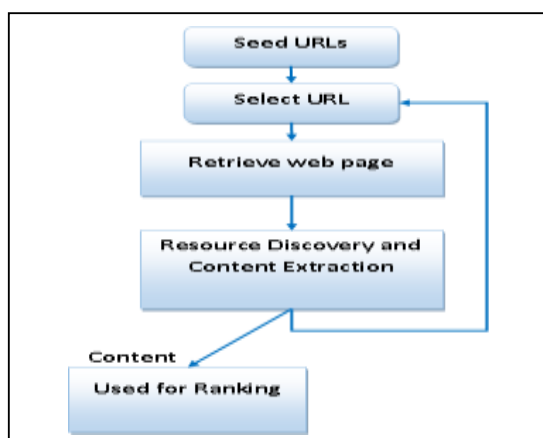 Seed URLs
Select URL
Retrieve web page
Resource Discovery and
Content Extraction
Content
Used for Ranking